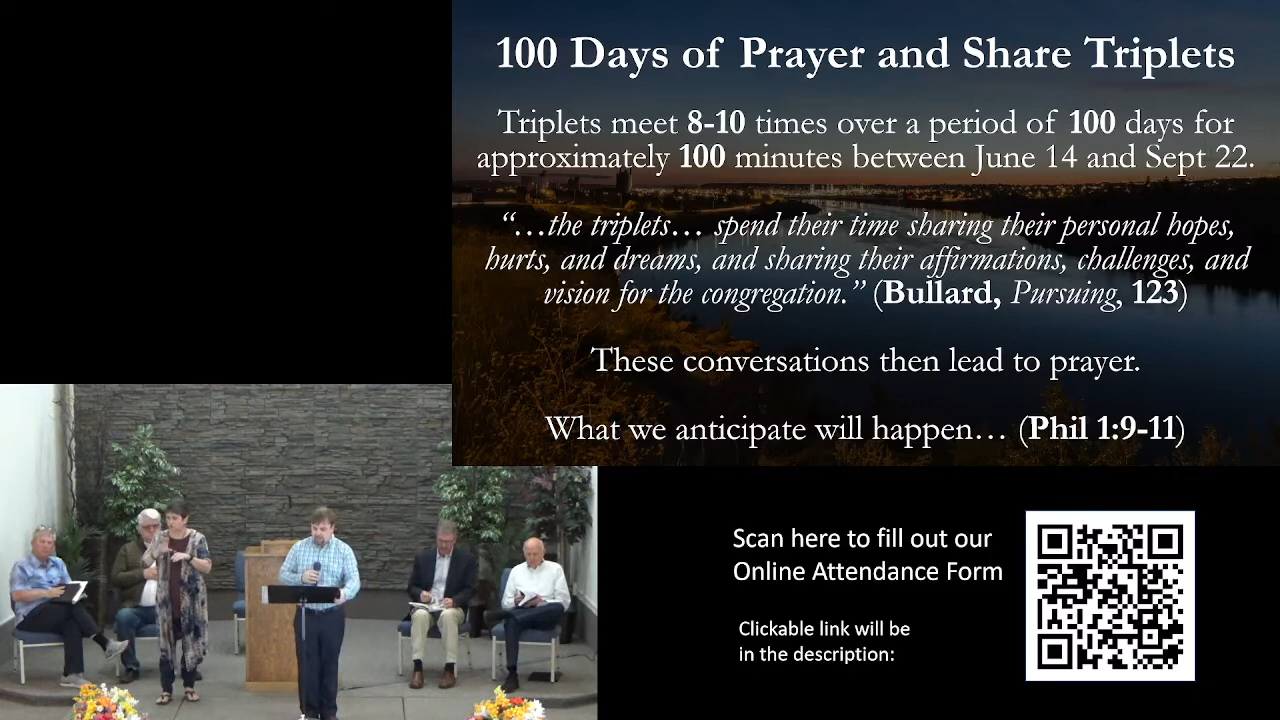 100 Days of Prayer and Share Triplets
Triplets meet 8-10 times over a period of 100 days for
approximately 100 minutes between June 14 and Sept 22.
“…the triplets… spend their time sharing their personal hopes,
hurts, and dreams, and sharing their affirmations, challenges, and
vision for the congregation.” (Bullard, Pursuing, 123)
These conversations then lead to prayer.
What we anticipate will happen… (Phil 1:9-11)
Scan here to fill out our
Online Attendance Form
Clickable link will be
in the description: